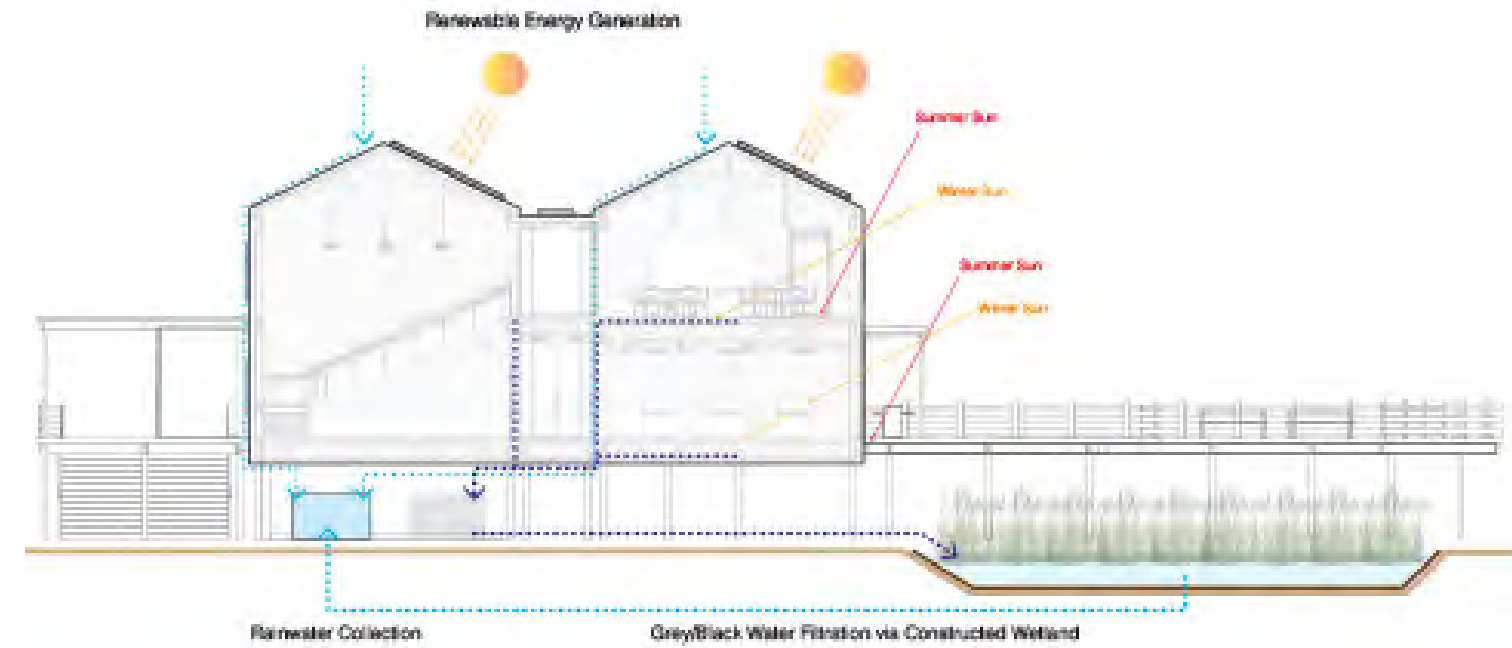 Renewable Energy Generation
Summer Sun
Winter Sun
Summer Sun
Winter Sun
Rainwater Collection
Grey/Black Water Filtration via Constructed Wetland